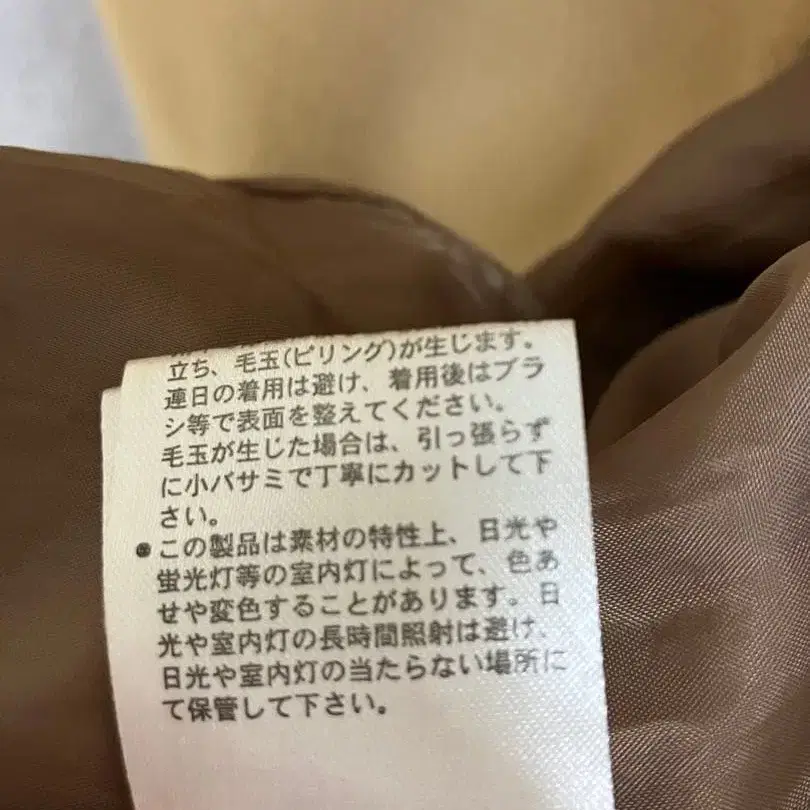 立ち、毛玉(ピリング)が生じます。
連日の着用は避け、着用後はブラ
シ等で表面を整えてください。
毛玉が生じた場合は、引っ張らず
に小バサミで丁寧にカットして下
さい。
●この製品は素材の特性上、日光や
蛍光灯等の室内灯によって、色あ
せや変色することがあります。日
光や室内灯の長時間照射は避け、
日光や室内灯の当たらない場所に
て保管して下さい。